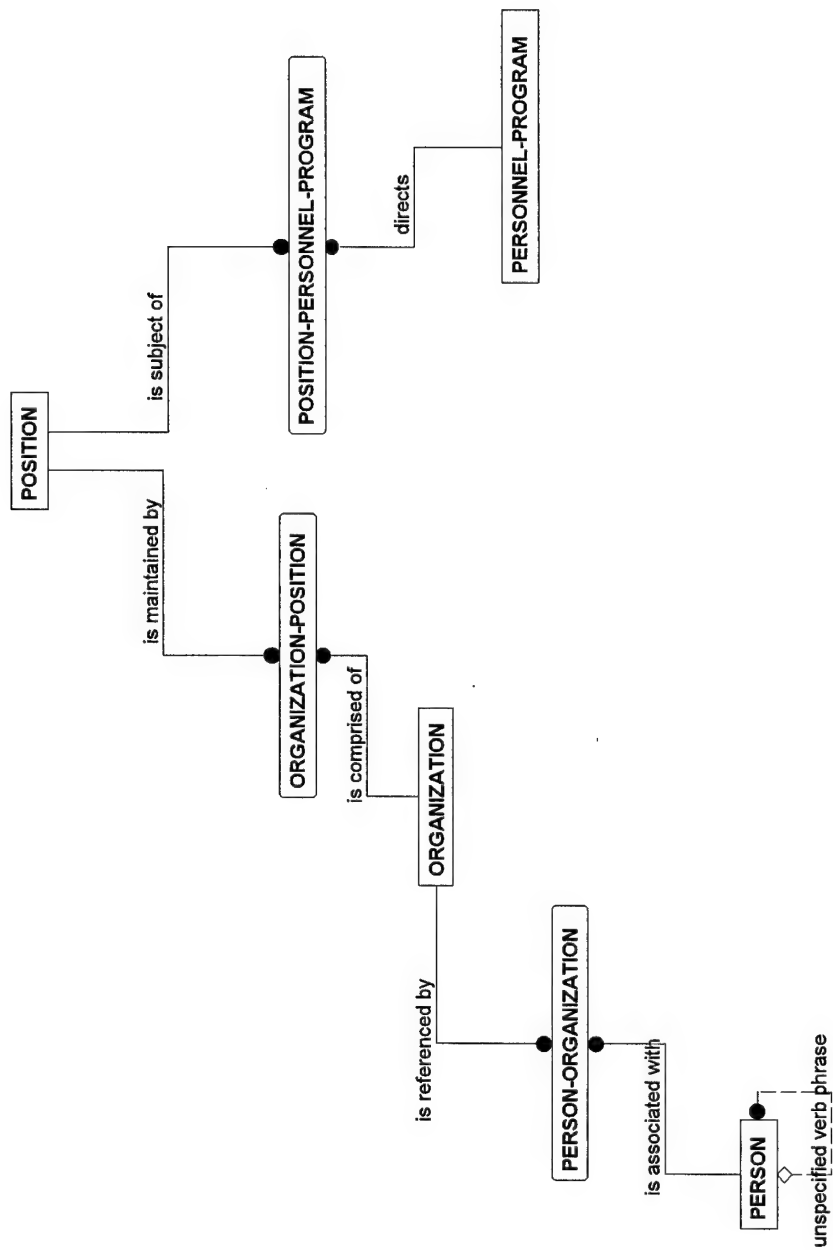 POSITION
is maintained by
is subject of
ORGANIZATION-POSITION
POSITION-PERSONNEL-PROGRAM
is comprised of
directs
ORGANIZATION
PERSONNEL-PROGRAM
is referenced by
PERSON-ORGANIZATION
is associated with
PERSON
unspecified verb phrase